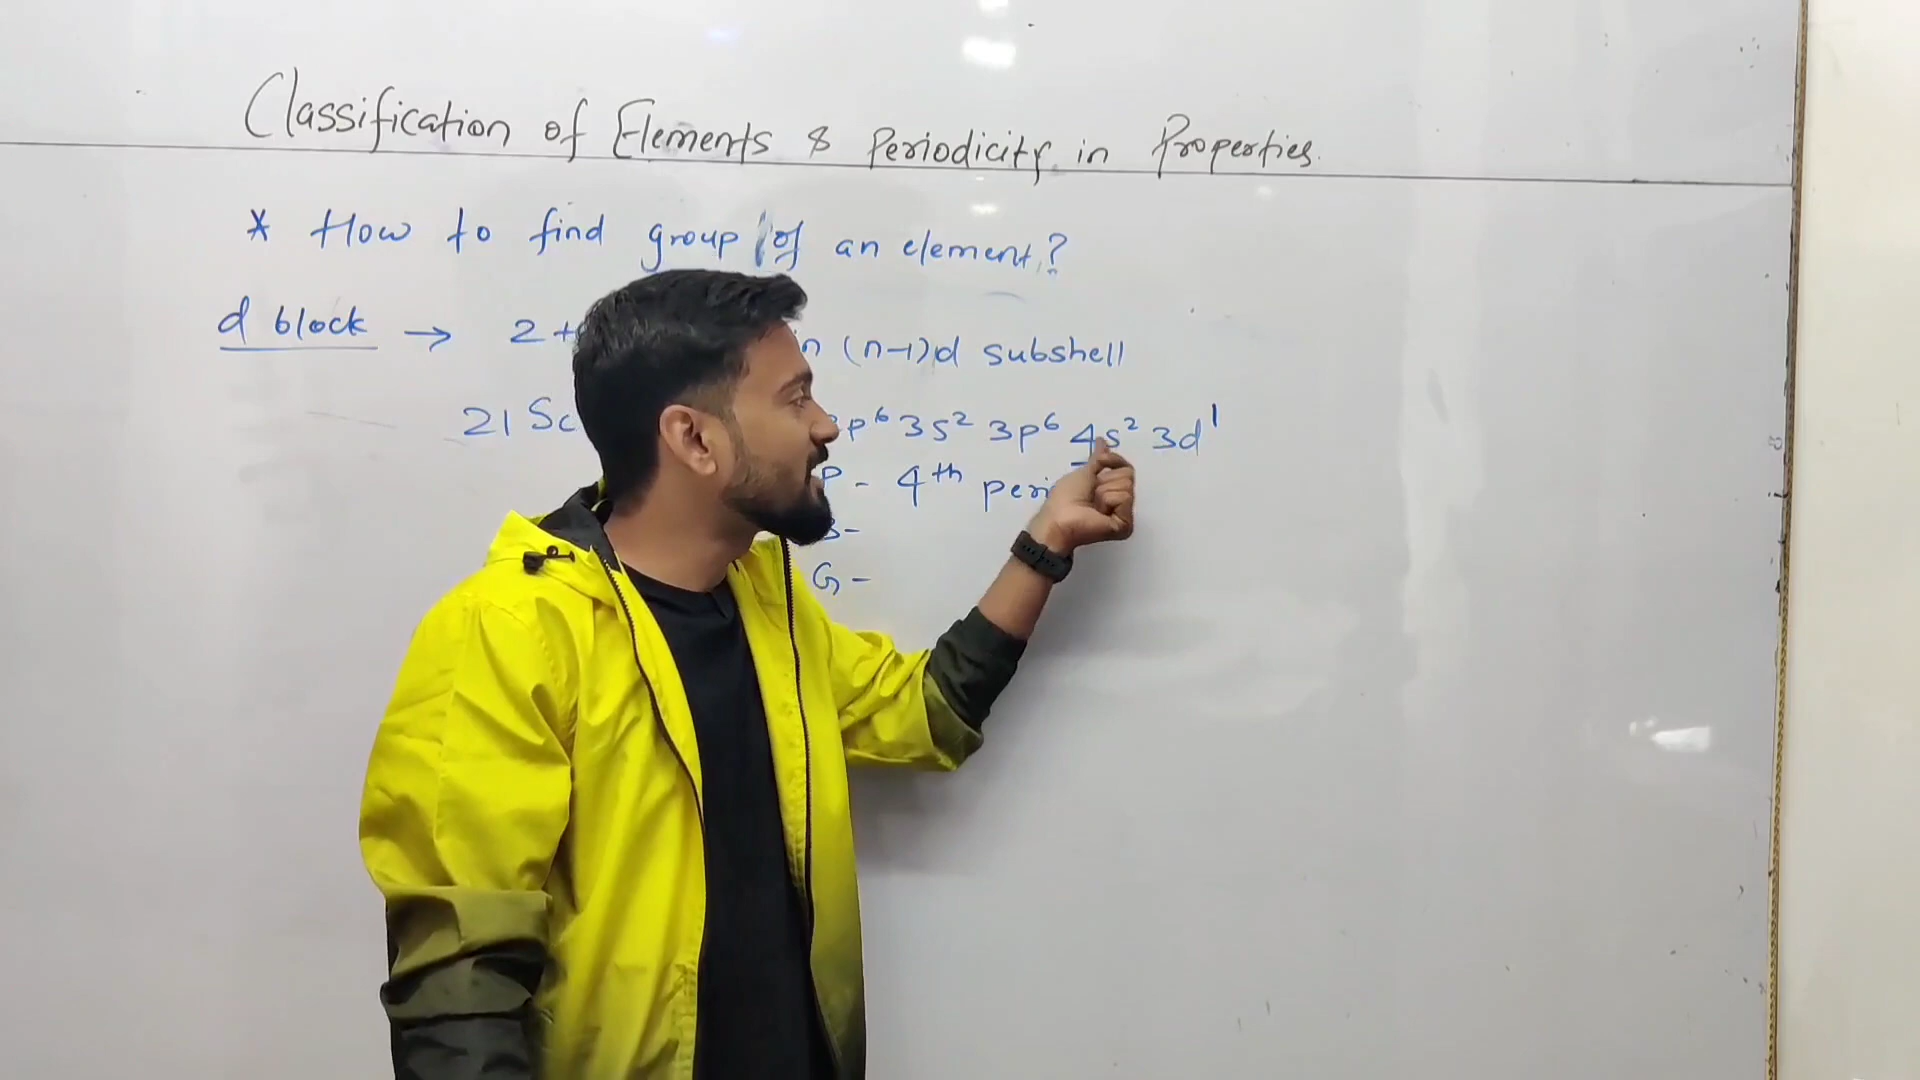 Classification of Elements & Periodicity in Properties.
* How to find group of an element?
d block → 2+ in (n-1)d subshell
21 Sc p⁶ 3s² 3p⁶ 4s² 3d¹
P - 4th
B-
G -